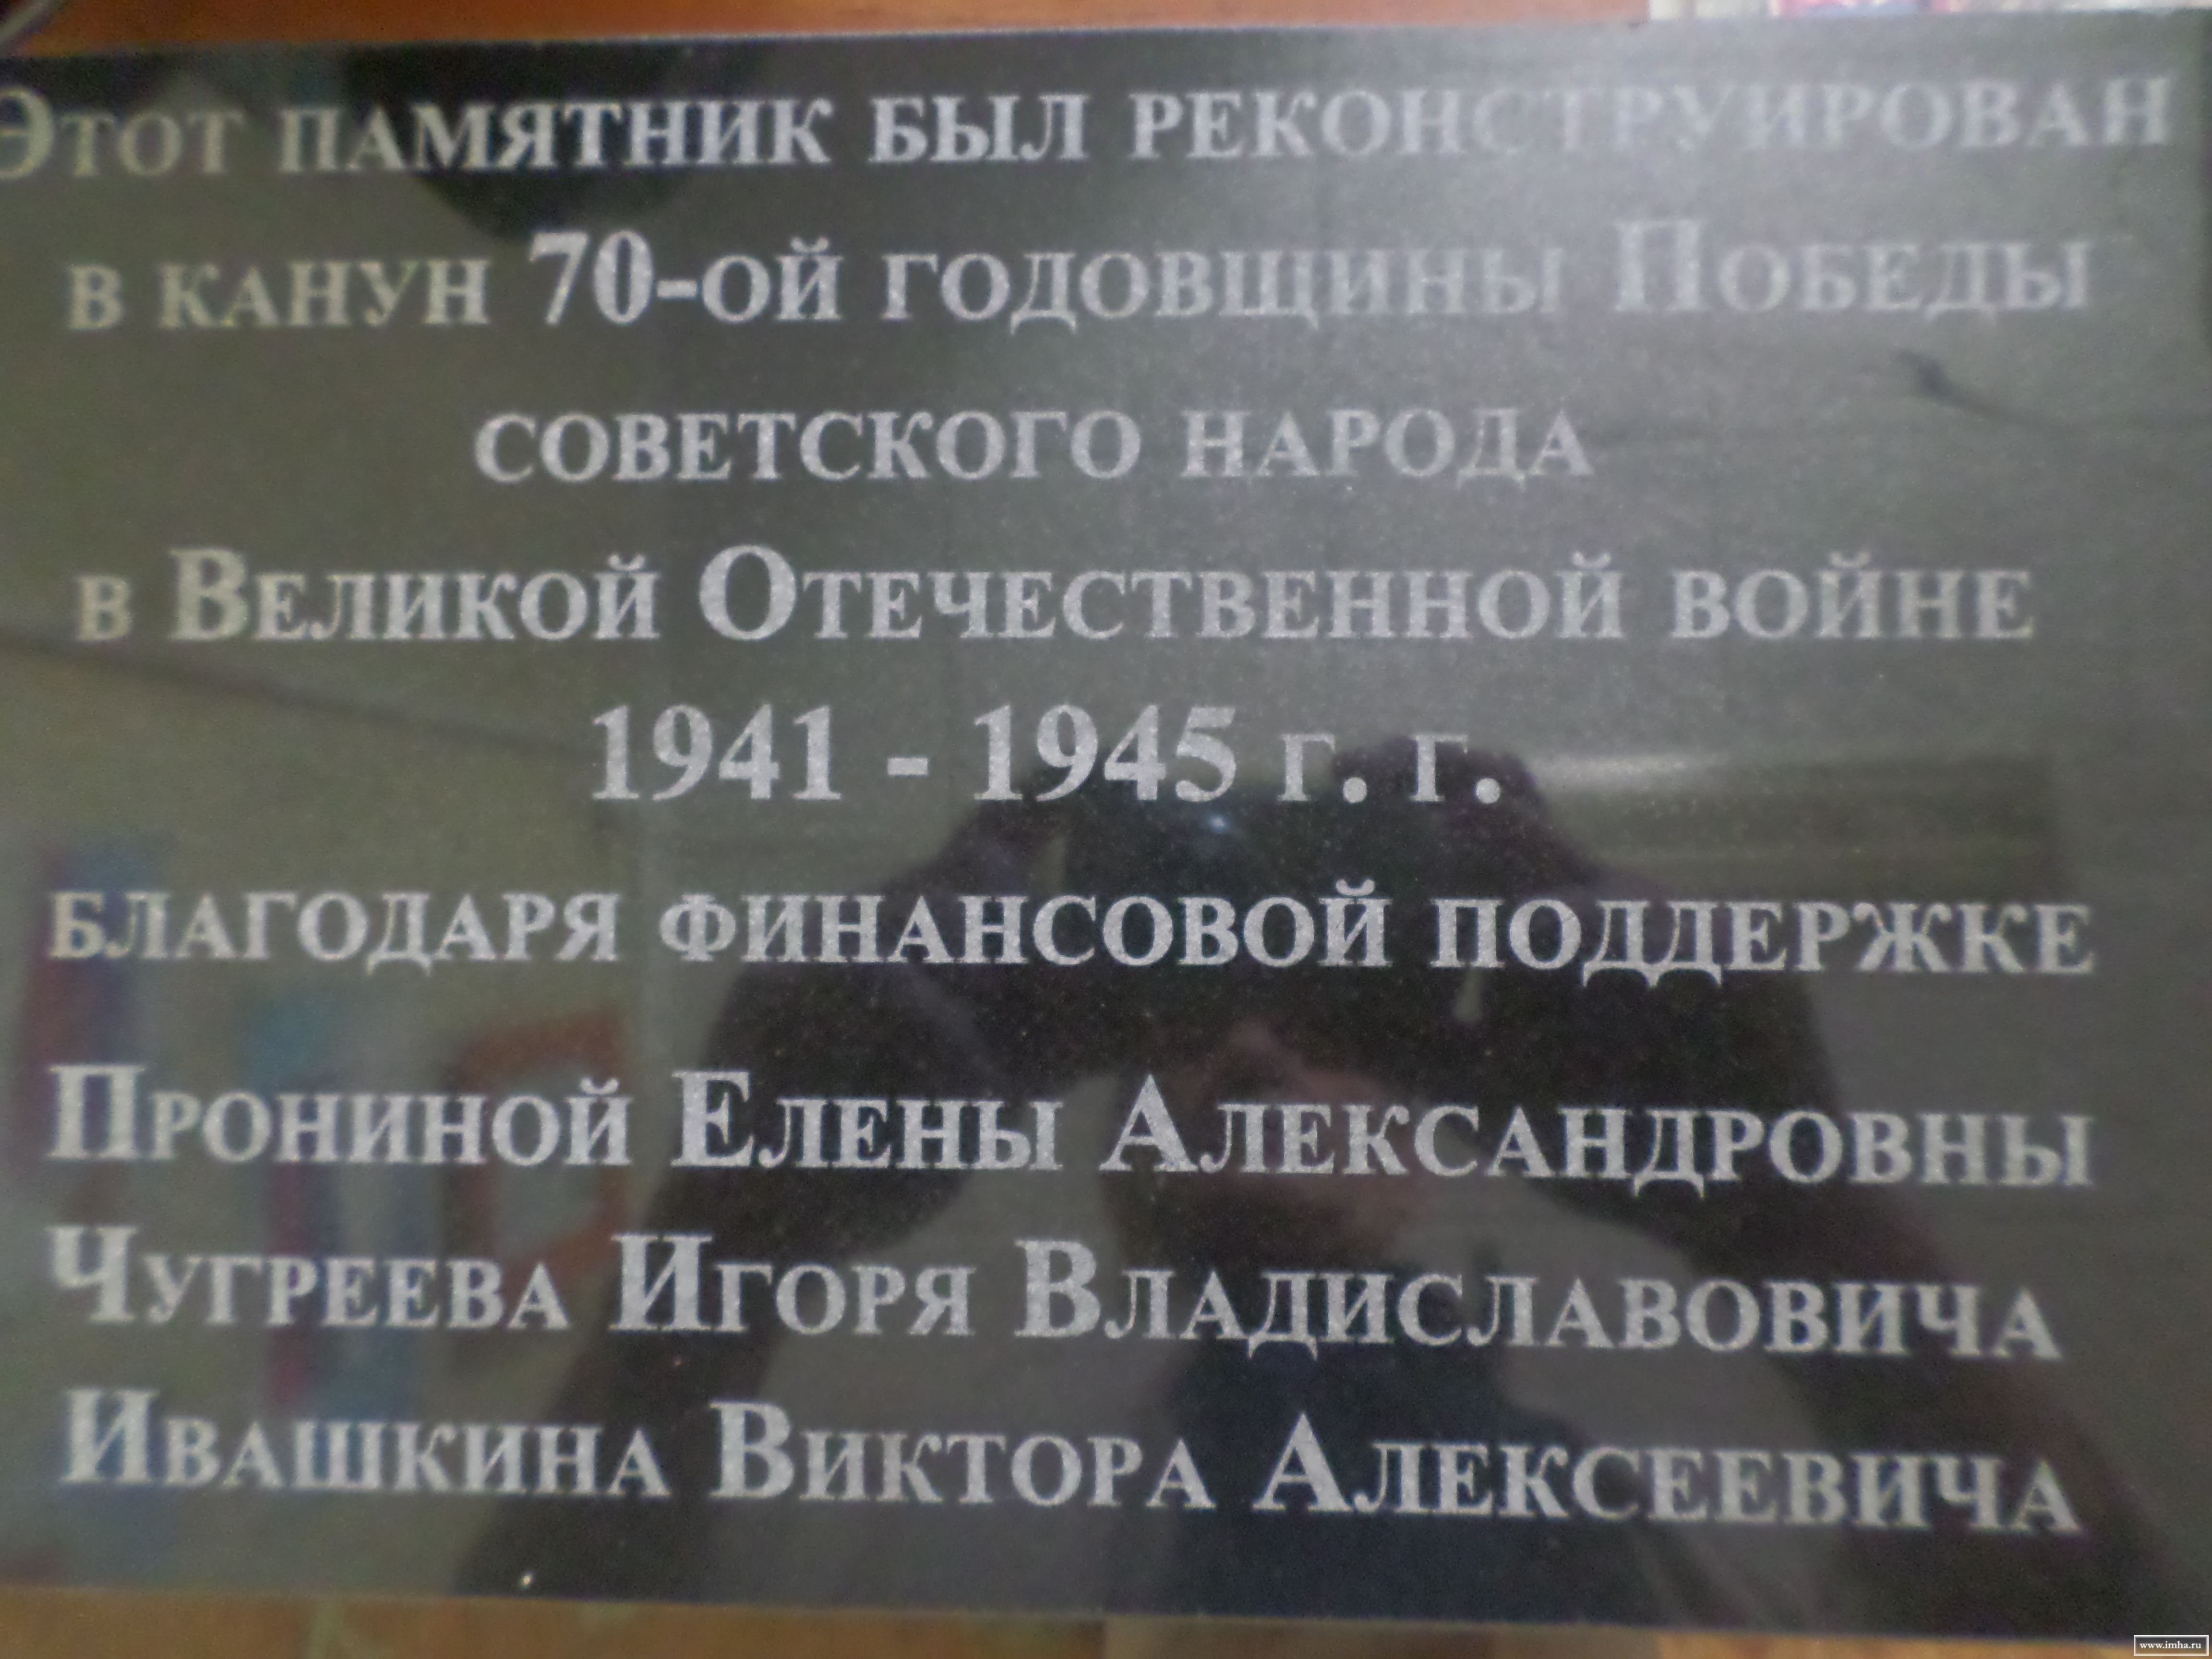 Этот памятник был реконструирован
в канун 70-ой годовщины Победы
советского народа
в Великой Отечественной войне
1941 - 1945 г. г.
благодаря финансовой поддержке
Прониной Елены Александровны
Чугреева Игоря Владиславовича
Ивашкина Виктора Алексеевича
www.imha.ru